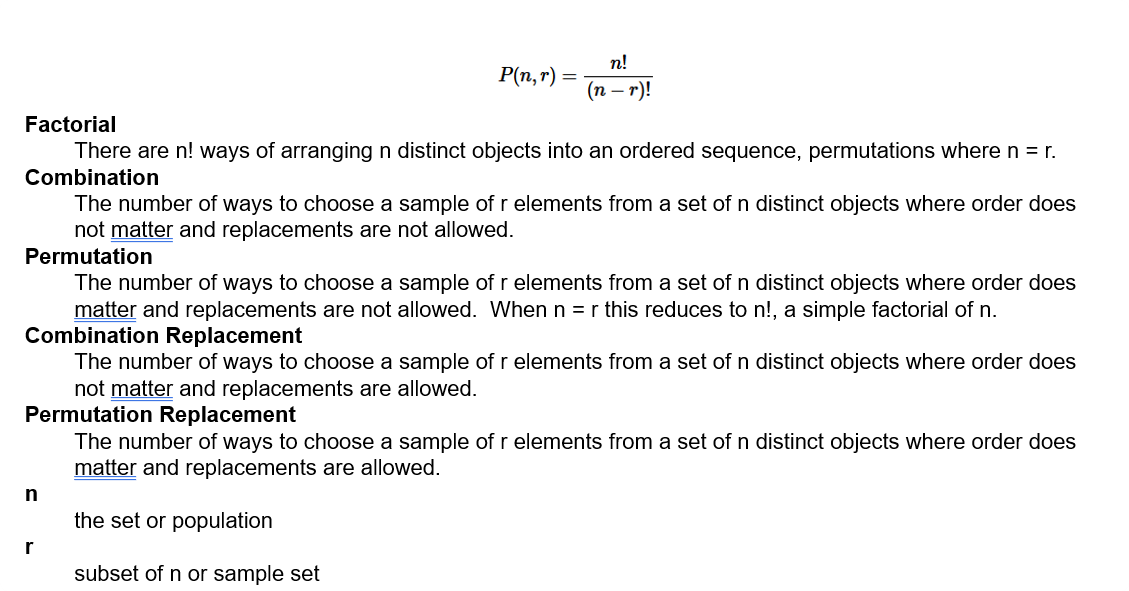 P(n, r) = n! / (n − r)!
Factorial
There are n! ways of arranging n distinct objects into an ordered sequence, permutations where n = r.
Combination
The number of ways to choose a sample of r elements from a set of n distinct objects where order does
not matter and replacements are not allowed.
Permutation
The number of ways to choose a sample of r elements from a set of n distinct objects where order does
matter and replacements are not allowed.  When n = r this reduces to n!, a simple factorial of n.
Combination Replacement
The number of ways to choose a sample of r elements from a set of n distinct objects where order does
not matter and replacements are allowed.
Permutation Replacement
The number of ways to choose a sample of r elements from a set of n distinct objects where order does
matter and replacements are allowed.
n
the set or population
r
subset of n or sample set